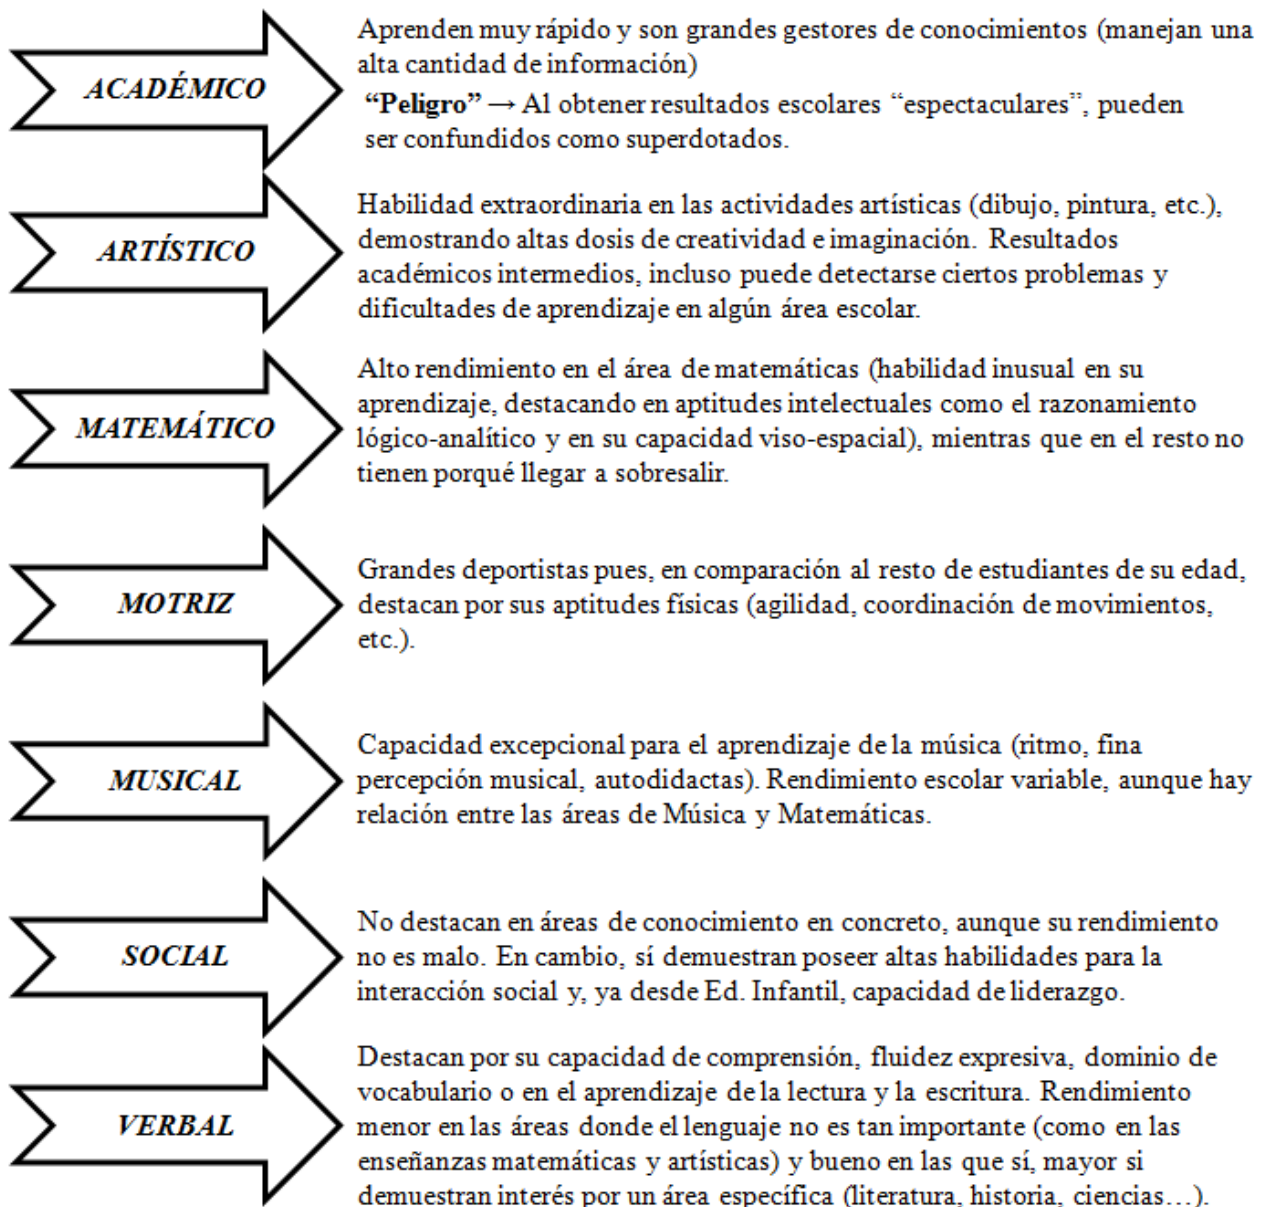 ACADÉMICO
Aprenden muy rápido y son grandes gestores de conocimientos (manejan una
alta cantidad de información)
“Peligro” → Al obtener resultados escolares “espectaculares”, pueden
ser confundidos como superdotados.
ARTÍSTICO
Habilidad extraordinaria en las actividades artísticas (dibujo, pintura, etc.),
demostrando altas dosis de creatividad e imaginación. Resultados
académicos intermedios, incluso puede detectarse ciertos problemas y
dificultades de aprendizaje en algún área escolar.
MATEMÁTICO
Alto rendimiento en el área de matemáticas (habilidad inusual en su
aprendizaje, destacando en aptitudes intelectuales como el razonamiento
lógico-analítico y en su capacidad viso-espacial), mientras que en el resto no
tienen porqué llegar a sobresalir.
MOTRIZ
Grandes deportistas pues, en comparación al resto de estudiantes de su edad,
destacan por sus aptitudes físicas (agilidad, coordinación de movimientos,
etc.).
MUSICAL
Capacidad excepcional para el aprendizaje de la música (ritmo, fina
percepción musical, autodidactas). Rendimiento escolar variable, aunque hay
relación entre las áreas de Música y Matemáticas.
SOCIAL
No destacan en áreas de conocimiento en concreto, aunque su rendimiento
no es malo. En cambio, sí demuestran poseer altas habilidades para la
interacción social y, ya desde Ed. Infantil, capacidad de liderazgo.
VERBAL
Destacan por su capacidad de comprensión, fluidez expresiva, dominio de
vocabulario o en el aprendizaje de la lectura y la escritura. Rendimiento
menor en las áreas donde el lenguaje no es tan importante (como en las
enseñanzas matemáticas y artísticas) y bueno en las que sí, mayor si
demuestran interés por un área específica (literatura, historia, ciencias…).